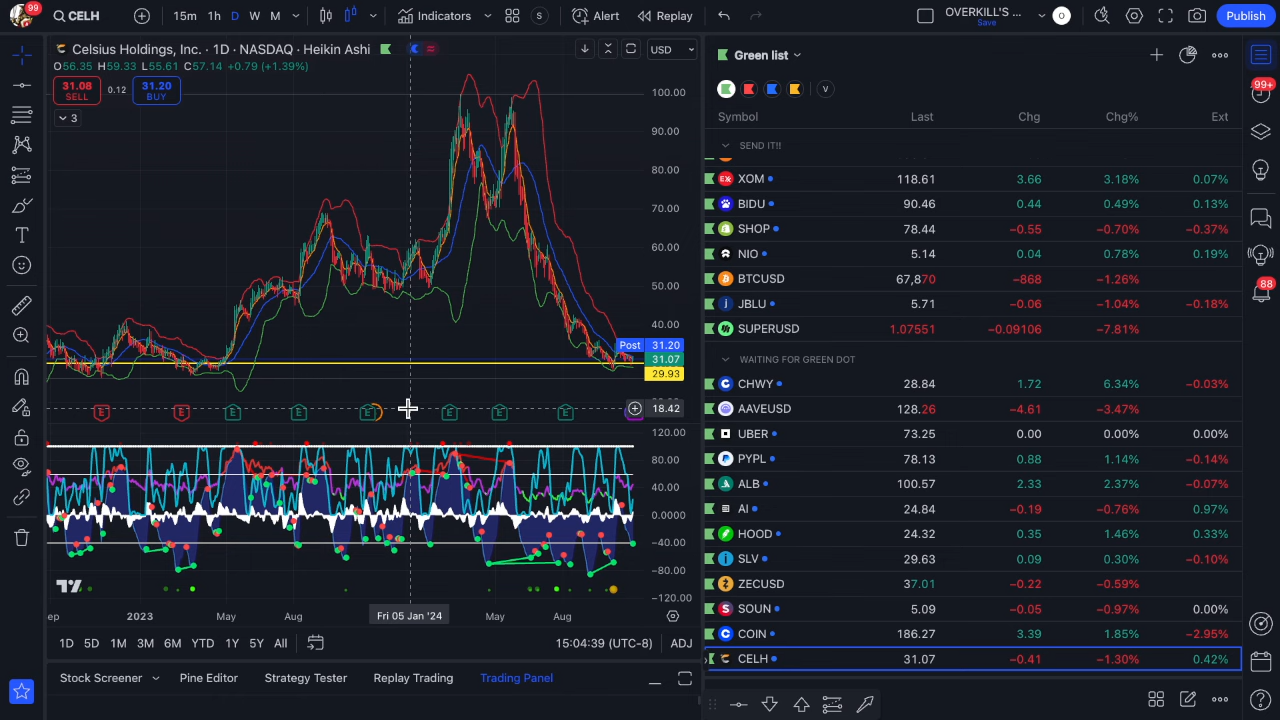 99+ CELH 15m 1h D W M Indicators S Alert Replay OVERKILL'S ... Save O Publish
Celsius Holdings, Inc. · 1D · NASDAQ · Heikin Ashi USD
O56.35 H59.33 L55.61 C57.14 +0.79 (+1.39%)
31.08 SELL 0.12 31.20 BUY
3
100.00
90.00
80.00
70.00
60.00
50.00
40.00
Post 31.20
31.07
29.93
18.42
E E E E E E E E
120.00
80.00
40.00
0.0000
−40.00
−80.00
−120.00
ep 2023 May Aug Fri 05 Jan '24 May Aug
1D 5D 1M 3M 6M YTD 1Y 5Y All 15:04:39 (UTC-8) ADJ
Stock Screener Pine Editor Strategy Tester Replay Trading Trading Panel
Green list
V
Symbol Last Chg Chg% Ext
SEND IT!!
XOM 118.61 3.66 3.18% 0.07%
BIDU 90.46 0.44 0.49% 0.13%
SHOP 78.44 −0.55 −0.70% −0.37%
NIO 5.14 0.04 0.78% 0.19%
BTCUSD 67,870 −868 −1.26%
JBLU 5.71 −0.06 −1.04% −0.18%
SUPERUSD 1.07551 −0.09106 −7.81%
WAITING FOR GREEN DOT
CHWY 28.84 1.72 6.34% −0.03%
AAVEUSD 128.26 −4.61 −3.47%
UBER 73.25 0.00 0.00% 0.00%
PYPL 78.13 0.88 1.14% −0.14%
ALB 100.57 2.33 2.37% −0.07%
AI 24.84 −0.19 −0.76% 0.97%
HOOD 24.32 0.35 1.46% 0.33%
SLV 29.63 0.09 0.30% −0.10%
ZECUSD 37.01 −0.22 −0.59%
SOUN 5.09 −0.05 −0.97% 0.00%
COIN 186.27 3.39 1.85% −2.95%
CELH 31.07 −0.41 −1.30% 0.42%
99+
88